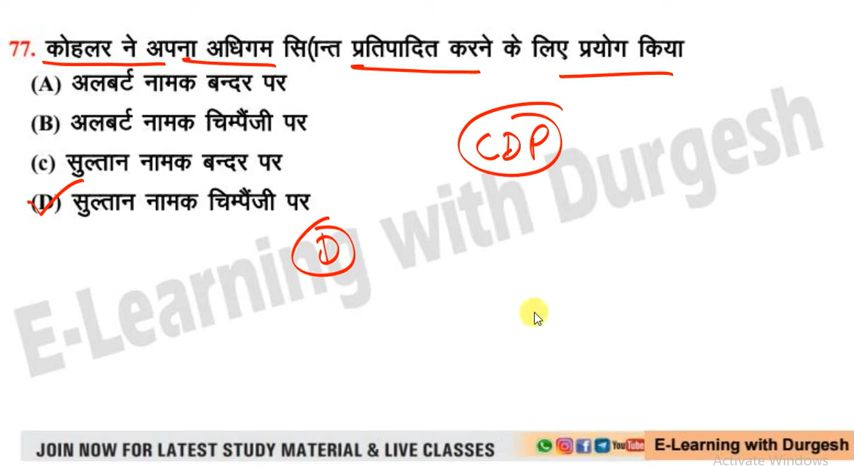 77. कोहलर ने अपना अधिगम सि(ान्त प्रतिपादित करने के लिए प्रयोग किया
(A) अलबर्ट नामक बन्दर पर
(B) अलबर्ट नामक चिम्पैंजी पर
CDP
(c) सुल्तान नामक बन्दर पर
(D) सुल्तान नामक चिम्पैंजी पर
D
E-Learning with Durgesh
JOIN NOW FOR LATEST STUDY MATERIAL & LIVE CLASSES
YouTube
E-Learning with Durgesh
Activate Windows